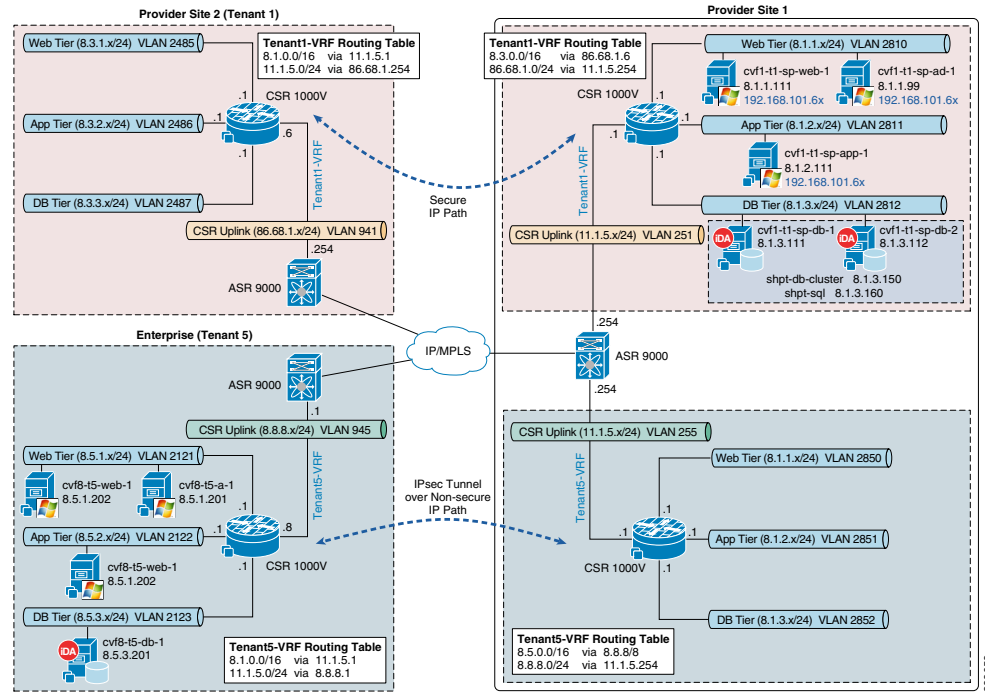 Provider Site 2 (Tenant 1)
Web Tier (8.3.1.x/24) VLAN 2485
Tenant1-VRF Routing Table
8.1.0.0/16 via 11.1.5.1
11.1.5.0/24 via 86.68.1.254
.1
CSR 1000V
App Tier (8.3.2.x/24) VLAN 2486
.1
.6
.1
Tenant1-VRF
DB Tier (8.3.3.x/24) VLAN 2487
CSR Uplink (86.68.1.x/24) VLAN 941
.254
ASR 9000
Secure
IP Path
IP/MPLS
Provider Site 1
Tenant1-VRF Routing Table
8.3.0.0/16 via 86.68.1.6
86.68.1.0/24 via 11.1.5.254
Web Tier (8.1.1.x/24) VLAN 2810
cvf1-t1-sp-web-1
8.1.1.111
192.168.101.6x
cvf1-t1-sp-ad-1
8.1.1.99
192.168.101.6x
.1
CSR 1000V
.1
.1
.1
App Tier (8.1.2.x/24) VLAN 2811
cvf1-t1-sp-app-1
8.1.2.111
192.168.101.6x
Tenant1-VRF
DB Tier (8.1.3.x/24) VLAN 2812
CSR Uplink (11.1.5.x/24) VLAN 251
iDA
cvf1-t1-sp-db-1
8.1.3.111
iDA
cvf1-t1-sp-db-2
8.1.3.112
shpt-db-cluster 8.1.3.150
shpt-sql 8.1.3.160
.254
ASR 9000
.254
Enterprise (Tenant 5)
ASR 9000
.1
CSR Uplink (8.8.8.x/24) VLAN 945
Web Tier (8.5.1.x/24) VLAN 2121
cvf8-t5-web-1
8.5.1.202
cvf8-t5-a-1
8.5.1.201
Tenant5-VRF
.1
App Tier (8.5.2.x/24) VLAN 2122
.1
.8
cvf8-t5-web-1
8.5.1.202
.1
CSR 1000V
DB Tier (8.5.3.x/24) VLAN 2123
iDA
cvf8-t5-db-1
8.5.3.201
Tenant5-VRF Routing Table
8.1.0.0/16 via 11.1.5.1
11.1.5.0/24 via 8.8.8.1
IPsec Tunnel
over Non-secure
IP Path
CSR Uplink (11.1.5.x/24) VLAN 255
Web Tier (8.1.1.x/24) VLAN 2850
Tenant5-VRF
.1
.1
.1
App Tier (8.1.2.x/24) VLAN 2851
CSR 1000V
.1
DB Tier (8.1.3.x/24) VLAN 2852
Tenant5-VRF Routing Table
8.5.0.0/16 via 8.8.8/8
8.8.8.0/24 via 11.1.5.254